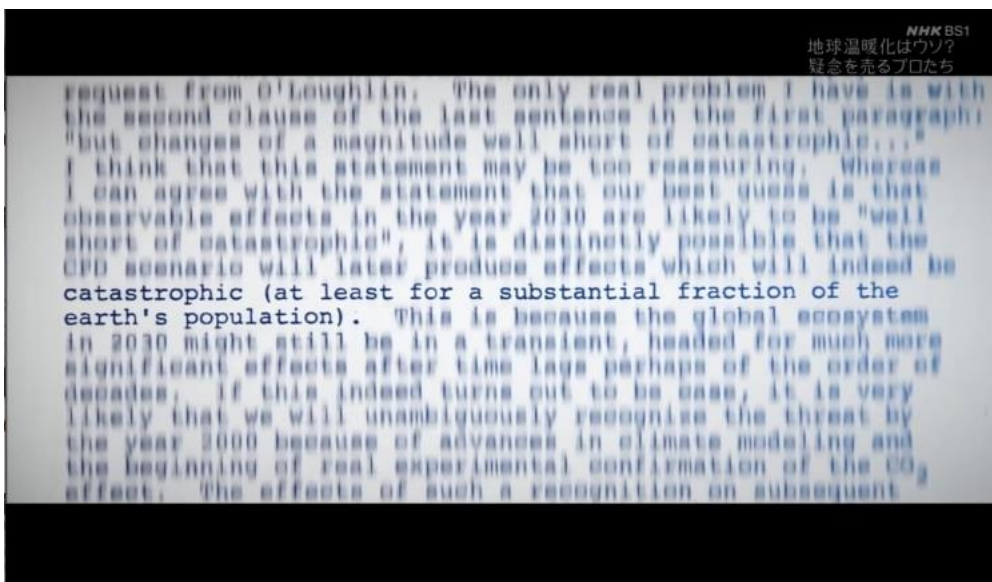 NHK BS1
地球温暖化はウソ?
疑念を売るプロたち
request from O'Loughlin. The only real problem I have is with
the second clause of the last sentence in the first paragraph:
"but changes of a magnitude well short of catastrophic..."
I think that this statement may be too reassuring. Whereas
I can agree with the statement that our best guess is that
observable effects in the year 2030 are likely to be "well
short of catastrophic", it is distinctly possible that the
CPD scenario will later produce effects which will indeed be
catastrophic (at least for a substantial fraction of the
earth's population). This is because the global ecosystem
in 2030 might still be in a transient, headed for much more
significant effects after time lags perhaps of the order of
decades. If this indeed turns out to be case, it is very
likely that we will unambiguously recognize the threat by
the year 2000 because of advances in climate modeling and
the beginning of real experimental confirmation of the CO₂
effect. The effects of such a recognition on subsequent